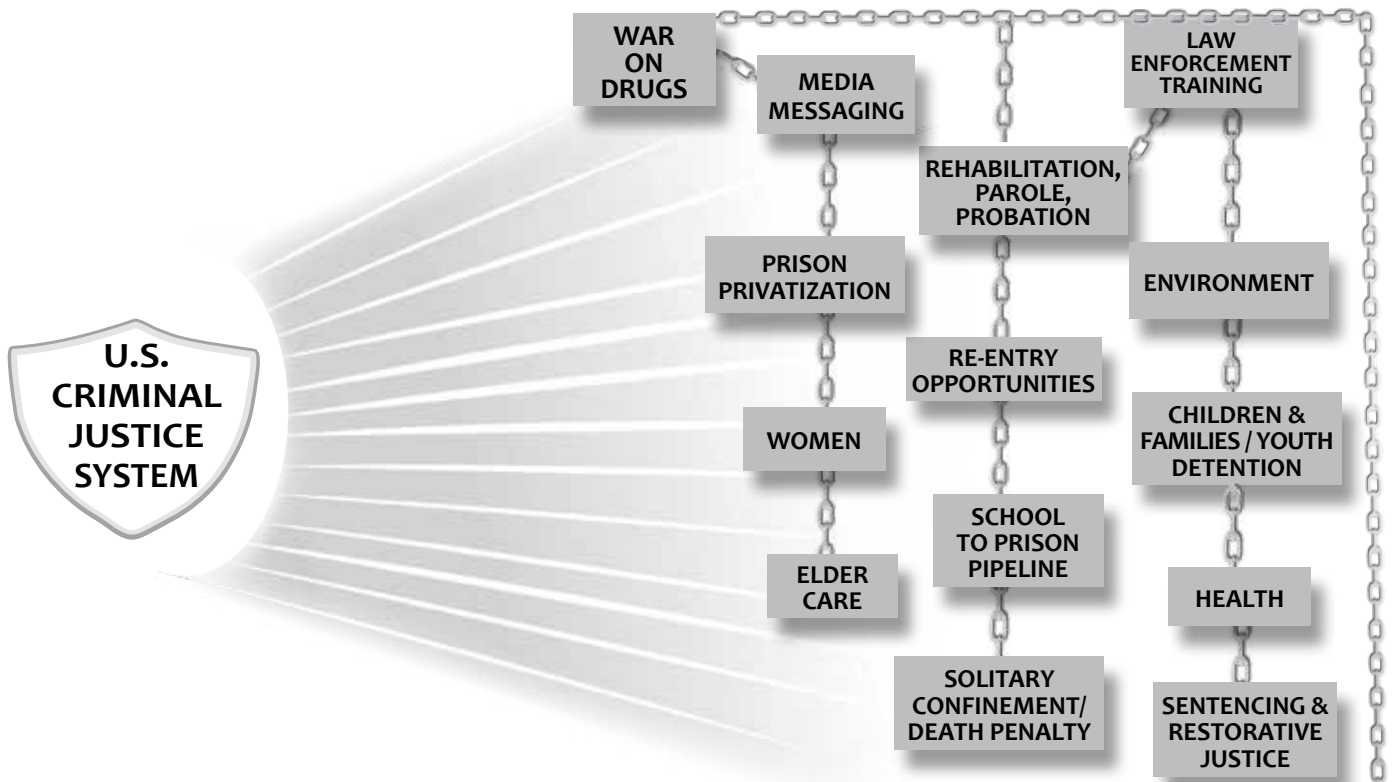 U.S.
CRIMINAL
JUSTICE
SYSTEM
WAR
ON
DRUGS
MEDIA
MESSAGING
PRISON
PRIVATIZATION
WOMEN
ELDER
CARE
REHABILITATION,
PAROLE,
PROBATION
RE-ENTRY
OPPORTUNITIES
SCHOOL
TO PRISON
PIPELINE
SOLITARY
CONFINEMENT/
DEATH PENALTY
LAW
ENFORCEMENT
TRAINING
ENVIRONMENT
CHILDREN &
FAMILIES / YOUTH
DETENTION
HEALTH
SENTENCING &
RESTORATIVE
JUSTICE